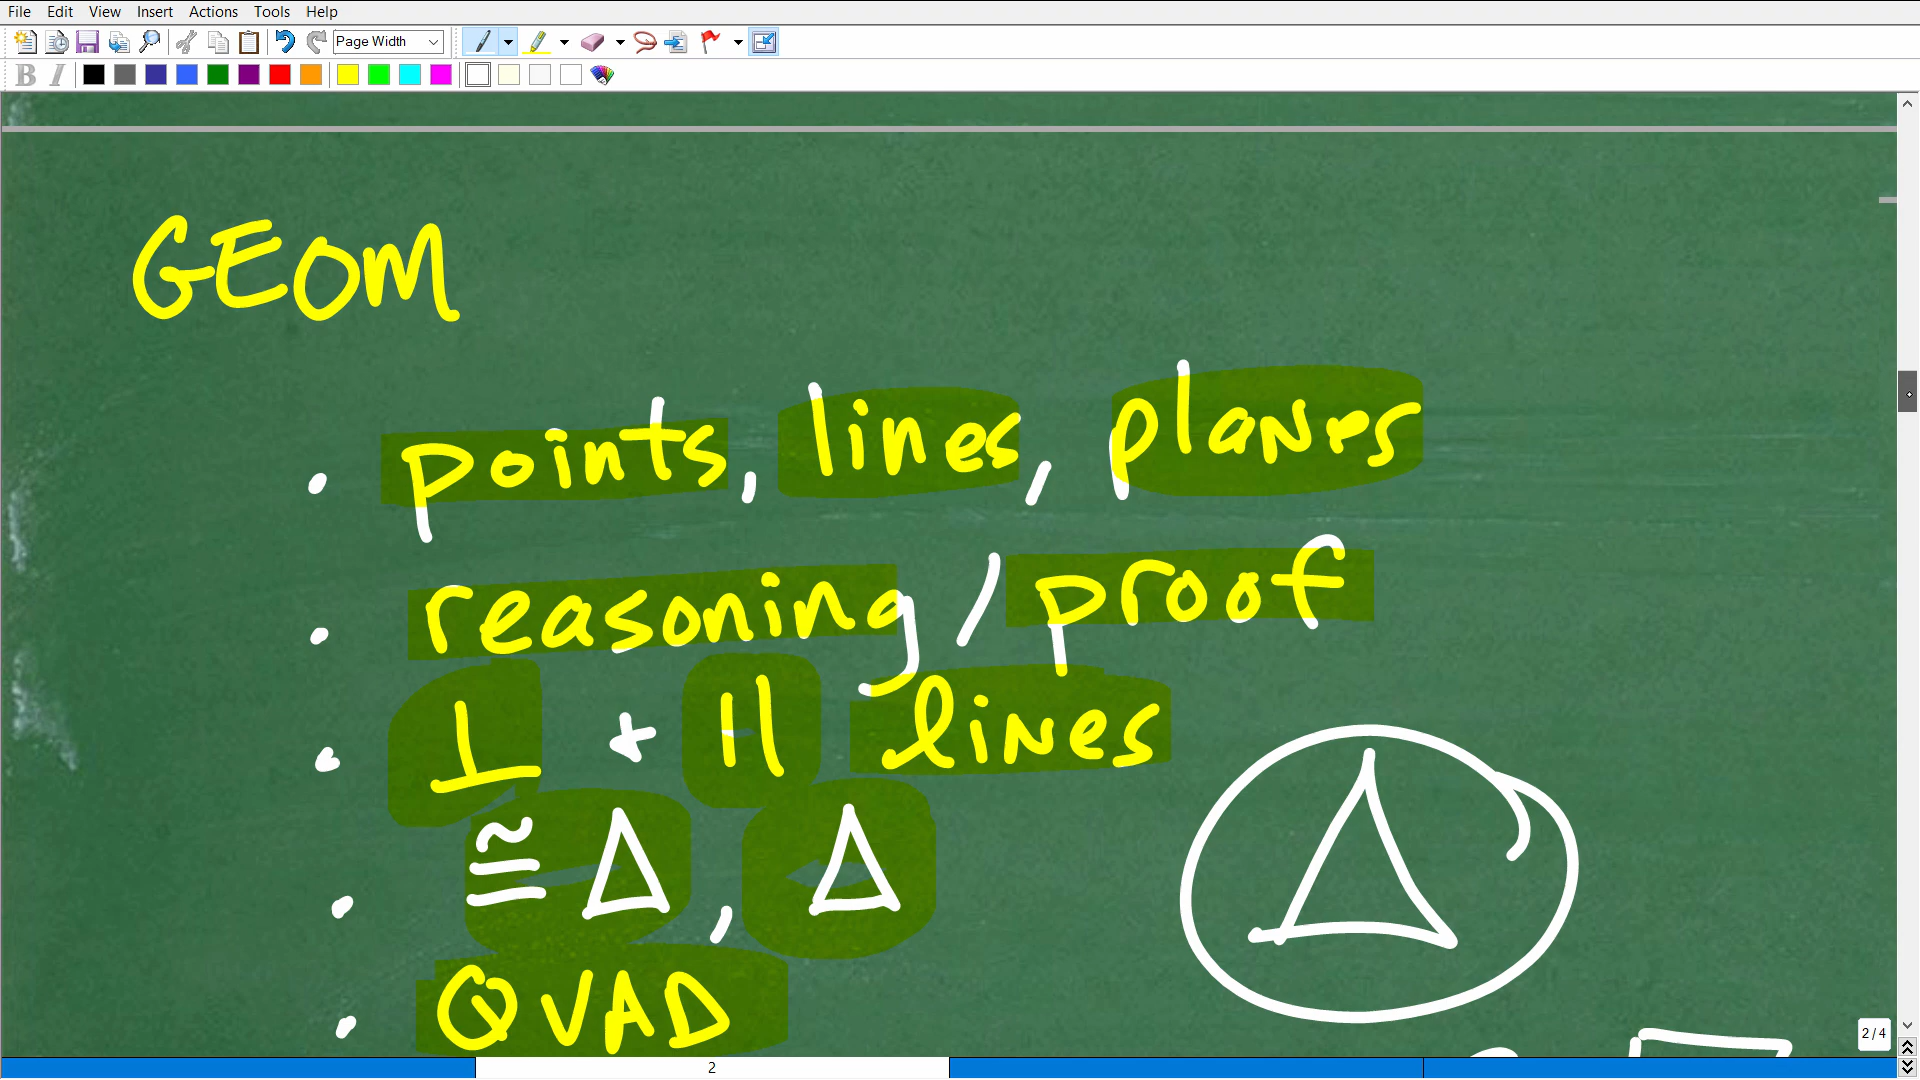 File Edit View Insert Actions Tools Help
Page Width
B I
GEOM
• points, lines, planes
• reasoning / proof
• ⊥ + || lines
• ≅ Δ, Δ
• QUAD
Δ
2 / 4
2